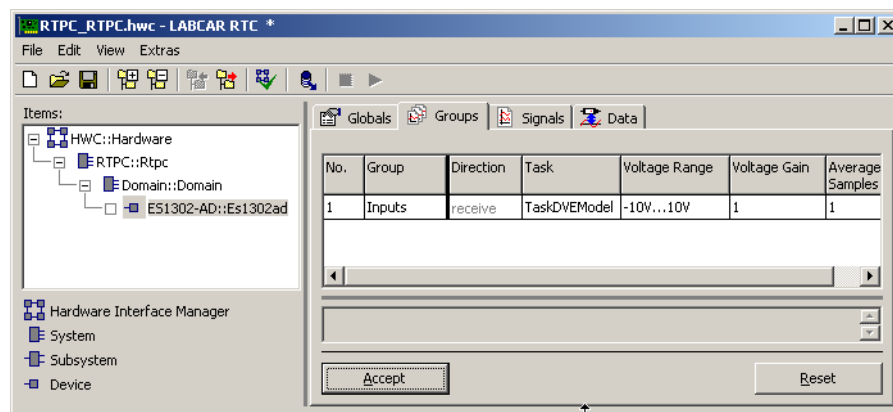 RTPC_RTPC.hwc - LABCAR RTC *
File Edit View Extras
Items:
HWC::Hardware
RTPC::Rtpc
Domain::Domain
ES1302-AD::Es1302ad
Hardware Interface Manager
System
Subsystem
Device
Globals Groups Signals Data
No. Group Direction Task Voltage Range Voltage Gain Average Samples
1 Inputs receive TaskDVEModel -10V...10V 1 1
Accept Reset